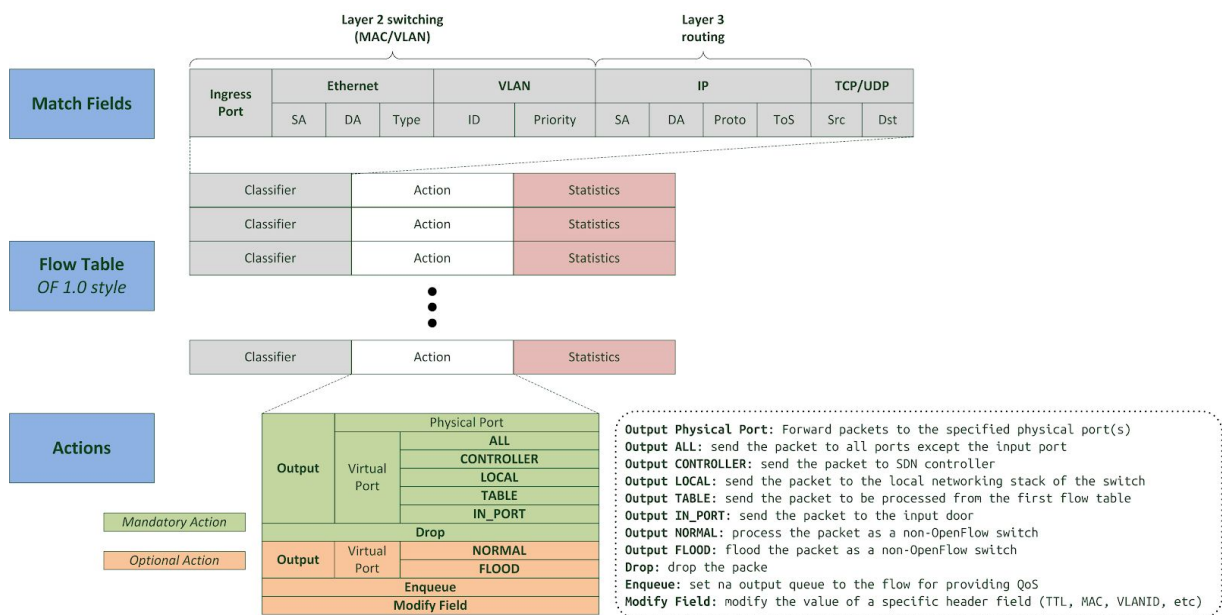 Layer 2 switching
(MAC/VLAN)
Layer 3
routing
Match Fields
Ingress
Port
Ethernet
VLAN
IP
TCP/UDP
SA
DA
Type
ID
Priority
SA
DA
Proto
ToS
Src
Dst
Classifier
Action
Statistics
Classifier
Action
Statistics
Flow Table
OF 1.0 style
Classifier
Action
Statistics
Classifier
Action
Statistics
Actions
Mandatory Action
Optional Action
Output
Physical Port
Virtual
Port
ALL
CONTROLLER
LOCAL
TABLE
IN_PORT
Drop
Output
Virtual
Port
NORMAL
FLOOD
Enqueue
Modify Field
Output Physical Port: Forward packets to the specified physical port(s)
Output ALL: send the packet to all ports except the input port
Output CONTROLLER: send the packet to SDN controller
Output LOCAL: send the packet to the local networking stack of the switch
Output TABLE: send the packet to be processed from the first flow table
Output IN_PORT: send the packet to the input door
Output NORMAL: process the packet as a non-OpenFlow switch
Output FLOOD: flood the packet as a non-OpenFlow switch
Drop: drop the packe
Enqueue: set na output queue to the flow for providing QoS
Modify Field: modify the value of a specific header field (TTL, MAC, VLANID, etc)